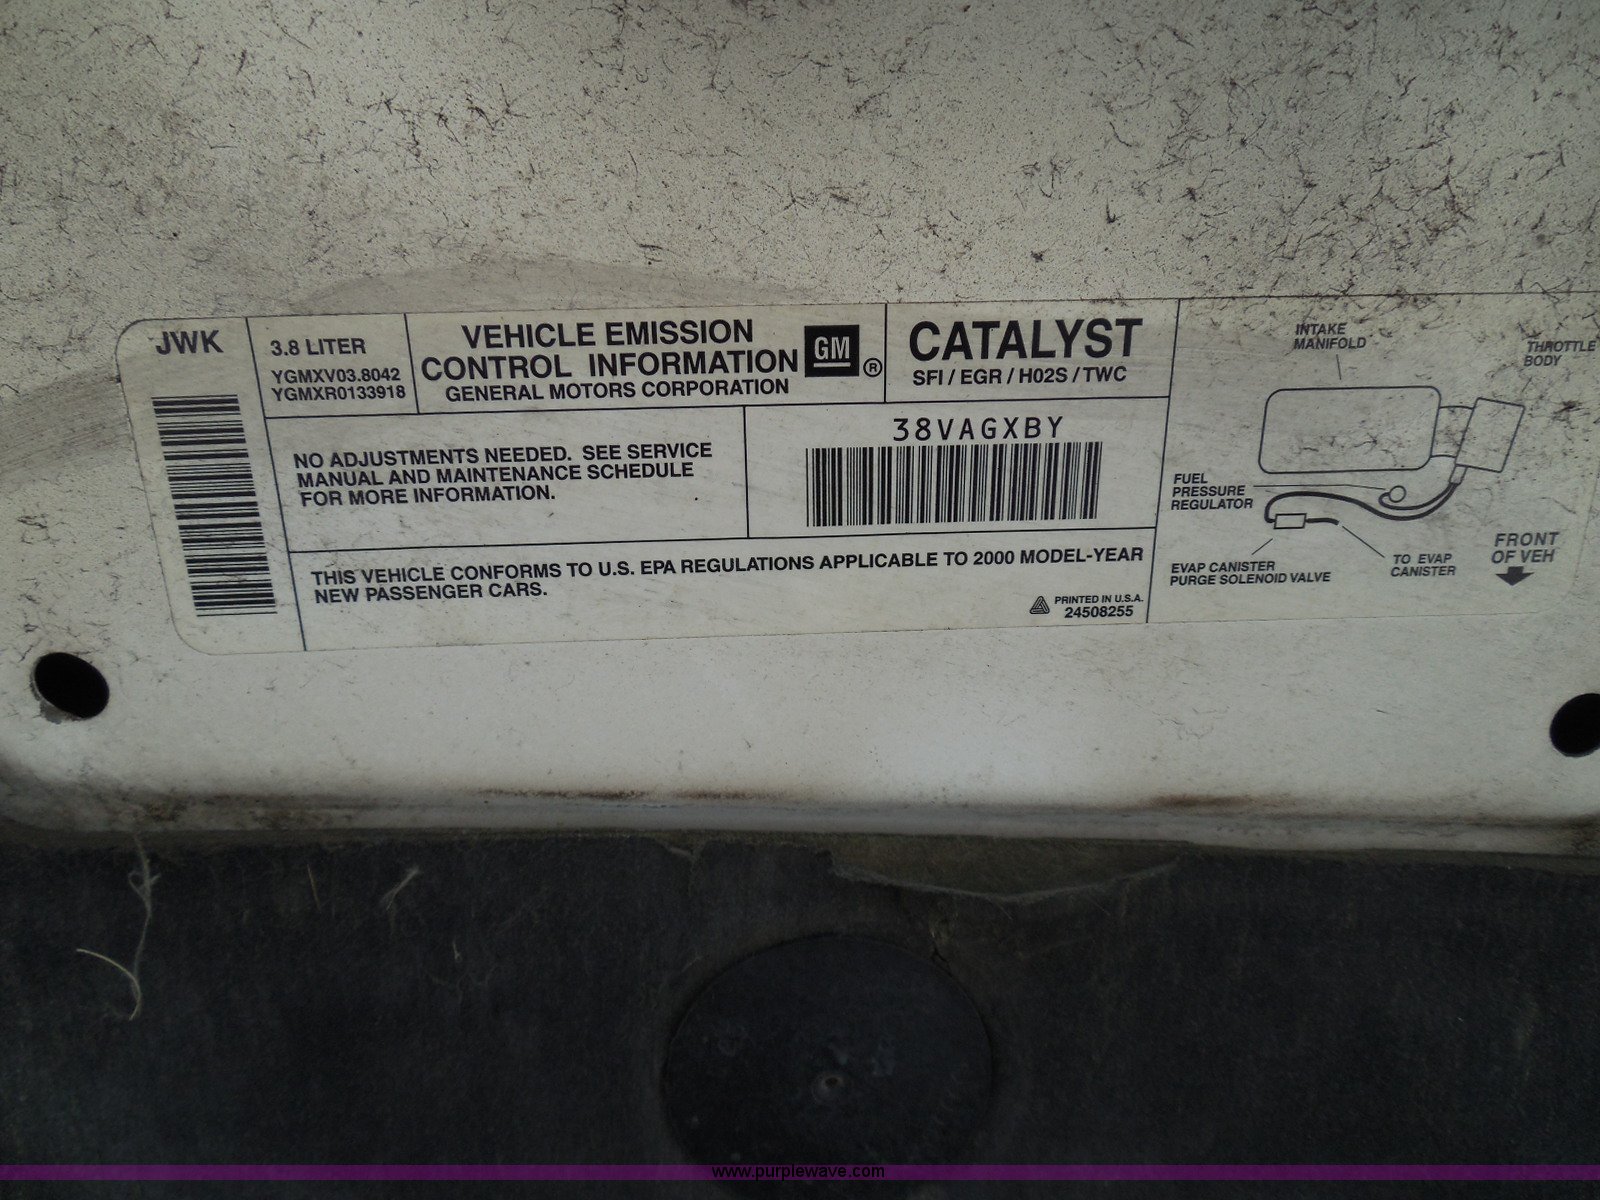 JWK
3.8 LITER
YGMXV03.8042
YGMXR0133918
VEHICLE EMISSION
CONTROL INFORMATION
GENERAL MOTORS CORPORATION
GM
®
CATALYST
SFI / EGR / H02S / TWC
NO ADJUSTMENTS NEEDED. SEE SERVICE
MANUAL AND MAINTENANCE SCHEDULE
FOR MORE INFORMATION.
38VAGXBY
THIS VEHICLE CONFORMS TO U.S. EPA REGULATIONS APPLICABLE TO 2000 MODEL-YEAR
NEW PASSENGER CARS.
PRINTED IN U.S.A.
24508255
INTAKE
MANIFOLD
THROTTLE
BODY
FUEL
PRESSURE
REGULATOR
EVAP CANISTER
PURGE SOLENOID VALVE
TO EVAP
CANISTER
FRONT
OF VEH
www.purplewave.com